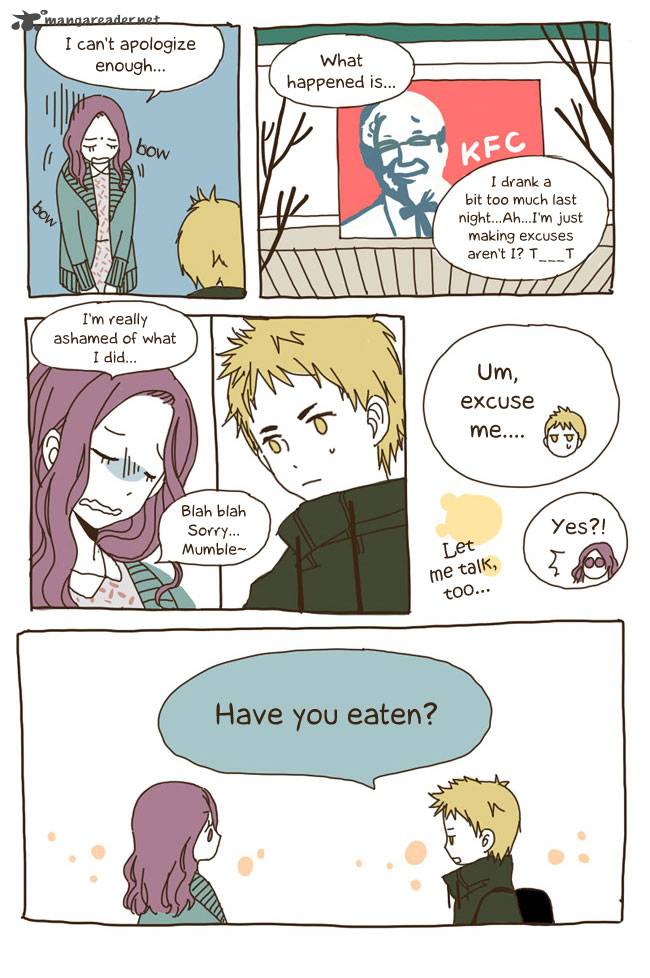 mangareader.net
I can't apologize
enough...
bow
bow
What
happened is...
KFC
I drank a
bit too much last
night...Ah...I'm just
making excuses
aren't I? T___T
I'm really
ashamed of what
I did...
Blah blah
Sorry...
Mumble~
Um,
excuse
me....
Let
me talk,
too...
Yes?!
Have you eaten?